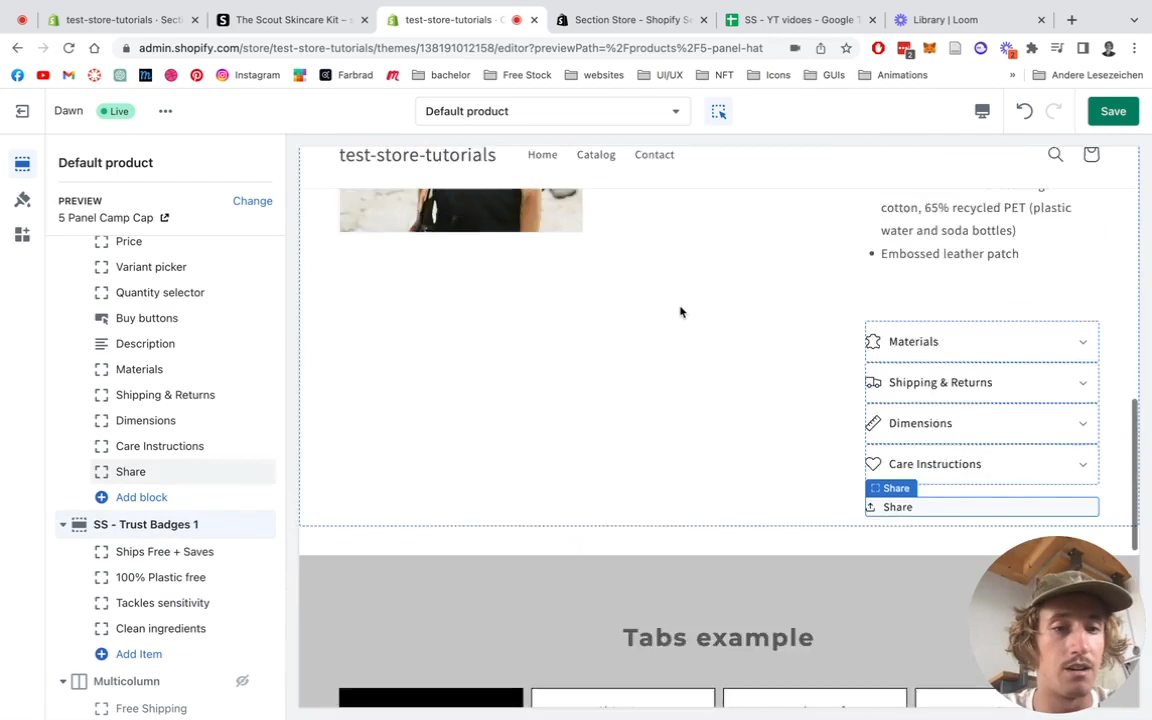 test-store-tutorials · Secti
The Scout Skincare Kit – s
test-store-tutorials · C
Section Store - Shopify Se
SS - YT vidoes - Google T
Library | Loom
admin.shopify.com/store/test-store-tutorials/themes/138191012158/editor?previewPath=%2Fproducts%2F5-panel-hat
2
2
Instagram
Farbrad
bachelor
Free Stock
websites
UI/UX
NFT
Icons
GUIs
Animations
»
Andere Lesezeichen
Dawn
Live
Default product
Save
Default product
PREVIEW
Change
5 Panel Camp Cap
Price
Variant picker
Quantity selector
Buy buttons
Description
Materials
Shipping & Returns
Dimensions
Care Instructions
Share
Add block
SS - Trust Badges 1
Ships Free + Saves
100% Plastic free
Tackles sensitivity
Clean ingredients
Add Item
Multicolumn
Free Shipping
test-store-tutorials
Home
Catalog
Contact
cotton, 65% recycled PET (plastic
water and soda bottles)
Embossed leather patch
Materials
Shipping & Returns
Dimensions
Care Instructions
Share
Share
Tabs example